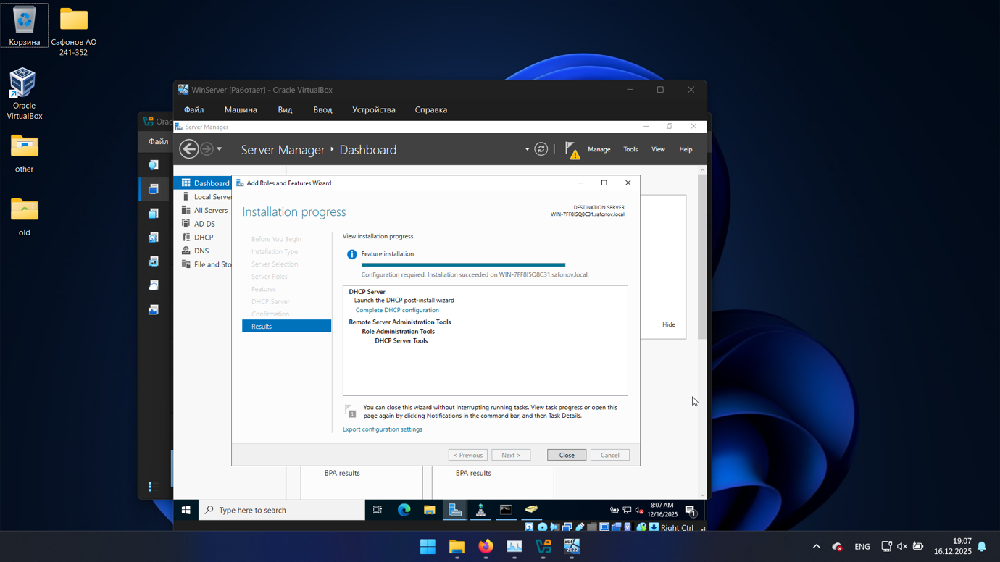 Корзина
Сафонов АО
241-352
Oracle
VirtualBox
other
old
Orac
Файл
WinServer [Работает] - Oracle VirtualBox
Файл Машина Вид Ввод Устройства Справка
Server Manager
Server Manager ‣ Dashboard
Manage Tools View Help
Dashboard
Local Server
All Servers
AD DS
DHCP
DNS
File and Sto
Add Roles and Features Wizard
Installation progress
DESTINATION SERVER
WIN-7FF8I5Q8C31.safonov.local
Before You Begin
Installation Type
Server Selection
Server Roles
Features
DHCP Server
Confirmation
Results
View installation progress
Feature installation
Configuration required. Installation succeeded on WIN-7FF8I5Q8C31.safonov.local.
DHCP Server
Launch the DHCP post-install wizard
Complete DHCP configuration
Remote Server Administration Tools
Role Administration Tools
DHCP Server Tools
You can close this wizard without interrupting running tasks. View task progress or open this
page again by clicking Notifications in the command bar, and then Task Details.
Export configuration settings
< Previous Next > Close Cancel
Hide
BPA results BPA results
Type here to search
8:07 AM
12/16/2025
1
Right Ctrl
x64
2022
ENG
19:07
16.12.2025